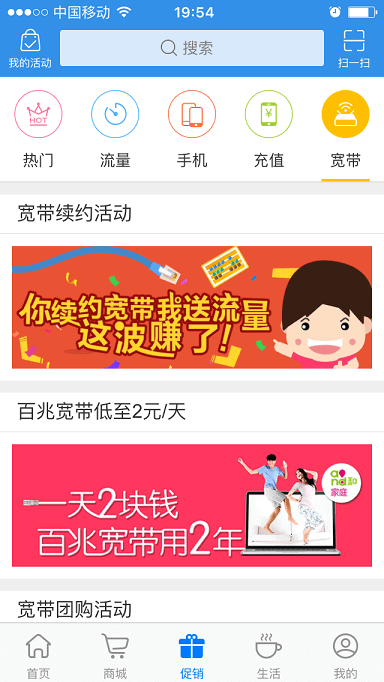 中国移动 19:54
我的活动 搜索 扫一扫
HOT
热门 流量 手机 充值 宽带
宽带续约活动
你续约宽带我送流量
这波赚了!
百兆宽带低至2元/天
一天2块钱
百兆宽带用2年
and和
家庭
宽带团购活动
首页 商城 促销 生活 我的